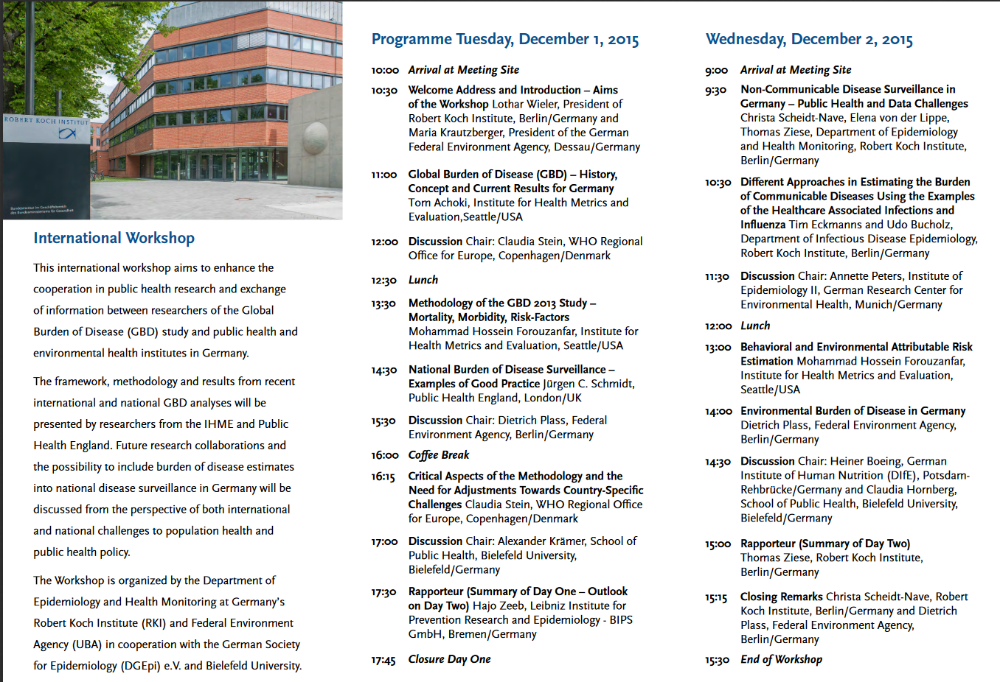 ROBERT KOCH INSTITUT
Bundesinstitut im Geschäftsbereich
des Bundesministeriums für Gesundheit
International Workshop
This international workshop aims to enhance the
cooperation in public health research and exchange
of information between researchers of the Global
Burden of Disease (GBD) study and public health and
environmental health institutes in Germany.
The framework, methodology and results from recent
international and national GBD analyses will be
presented by researchers from the IHME and Public
Health England. Future research collaborations and
the possibility to include burden of disease estimates
into national disease surveillance in Germany will be
discussed from the perspective of both international
and national challenges to population health and
public health policy.
The Workshop is organized by the Department of
Epidemiology and Health Monitoring at Germany's
Robert Koch Institute (RKI) and Federal Environment
Agency (UBA) in cooperation with the German Society
for Epidemiology (DGEpi) e.V. and Bielefeld University.
Programme Tuesday, December 1, 2015
10:00 Arrival at Meeting Site
10:30 Welcome Address and Introduction – Aims
of the Workshop Lothar Wieler, President of
Robert Koch Institute, Berlin/Germany and
Maria Krautzberger, President of the German
Federal Environment Agency, Dessau/Germany
11:00 Global Burden of Disease (GBD) – History,
Concept and Current Results for Germany
Tom Achoki, Institute for Health Metrics and
Evaluation,Seattle/USA
12:00 Discussion Chair: Claudia Stein, WHO Regional
Office for Europe, Copenhagen/Denmark
12:30 Lunch
13:30 Methodology of the GBD 2013 Study –
Mortality, Morbidity, Risk-Factors
Mohammad Hossein Forouzanfar, Institute for
Health Metrics and Evaluation, Seattle/USA
14:30 National Burden of Disease Surveillance –
Examples of Good Practice Jürgen C. Schmidt,
Public Health England, London/UK
15:30 Discussion Chair: Dietrich Plass, Federal
Environment Agency, Berlin/Germany
16:00 Coffee Break
16:15 Critical Aspects of the Methodology and the
Need for Adjustments Towards Country-Specific
Challenges Claudia Stein, WHO Regional Office
for Europe, Copenhagen/Denmark
17:00 Discussion Chair: Alexander Krämer, School of
Public Health, Bielefeld University,
Bielefeld/Germany
17:30 Rapporteur (Summary of Day One – Outlook
on Day Two) Hajo Zeeb, Leibniz Institute for
Prevention Research and Epidemiology - BIPS
GmbH, Bremen/Germany
17:45 Closure Day One
Wednesday, December 2, 2015
9:00 Arrival at Meeting Site
9:30 Non-Communicable Disease Surveillance in
Germany – Public Health and Data Challenges
Christa Scheidt-Nave, Elena von der Lippe,
Thomas Ziese, Department of Epidemiology
and Health Monitoring, Robert Koch Institute,
Berlin/Germany
10:30 Different Approaches in Estimating the Burden
of Communicable Diseases Using the Examples
of the Healthcare Associated Infections and
Influenza Tim Eckmanns and Udo Bucholz,
Department of Infectious Disease Epidemiology,
Robert Koch Institute, Berlin/Germany
11:30 Discussion Chair: Annette Peters, Institute of
Epidemiology II, German Research Center for
Environmental Health, Munich/Germany
12:00 Lunch
13:00 Behavioral and Environmental Attributable Risk
Estimation Mohammad Hossein Forouzanfar,
Institute for Health Metrics and Evaluation,
Seattle/USA
14:00 Environmental Burden of Disease in Germany
Dietrich Plass, Federal Environment Agency,
Berlin/Germany
14:30 Discussion Chair: Heiner Boeing, German
Institute of Human Nutrition (DIfE), Potsdam-
Rehbrücke/Germany and Claudia Hornberg,
School of Public Health, Bielefeld University,
Bielefeld/Germany
15:00 Rapporteur (Summary of Day Two)
Thomas Ziese, Robert Koch Institute,
Berlin/Germany
15:15 Closing Remarks Christa Scheidt-Nave, Robert
Koch Institute, Berlin/Germany and Dietrich
Plass, Federal Environment Agency,
Berlin/Germany
15:30 End of Workshop